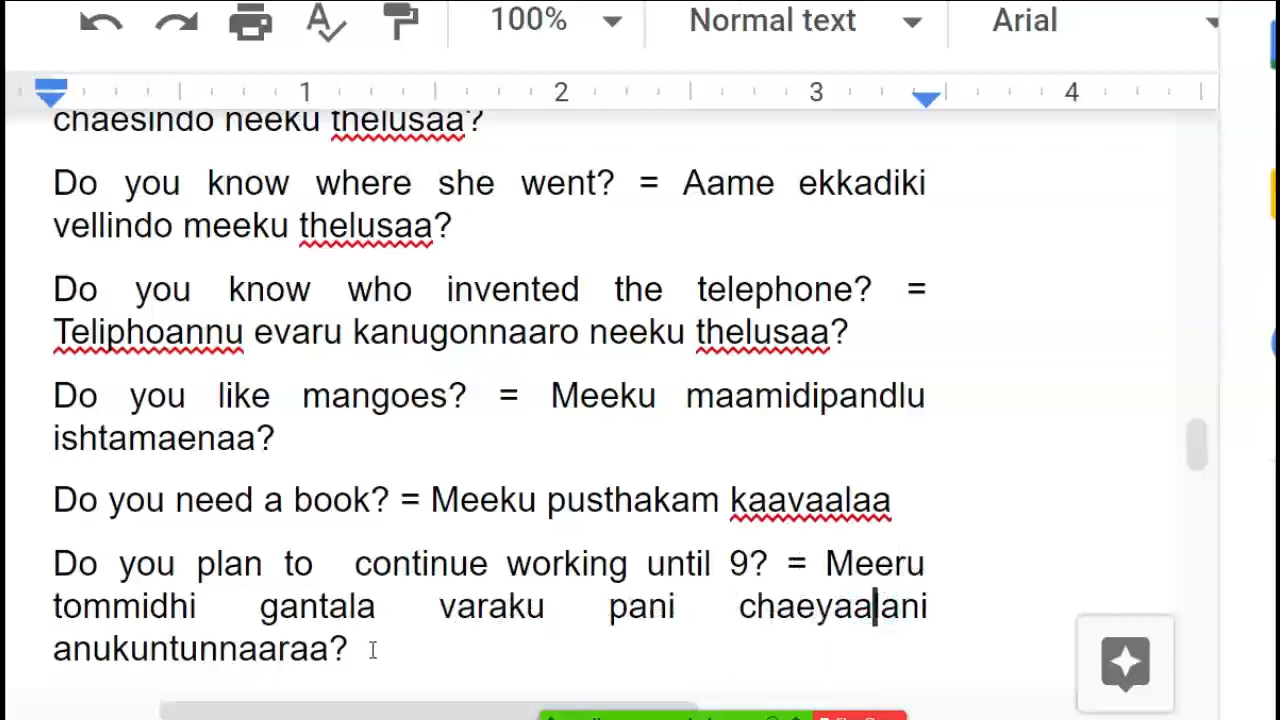 100% Normal text Arial
1 2 3 4
chaesindo neeku thelusaa?
Do you know where she went? = Aame ekkadiki
vellindo meeku thelusaa?
Do you know who invented the telephone? =
Teliphoannu evaru kanugonnaaro neeku thelusaa?
Do you like mangoes? = Meeku maamidipandlu
ishtamaenaa?
Do you need a book? = Meeku pusthakam kaavaalaa
Do you plan to continue working until 9? = Meeru
tommidhi gantala varaku pani chaeyaalani
anukuntunnaaraa?